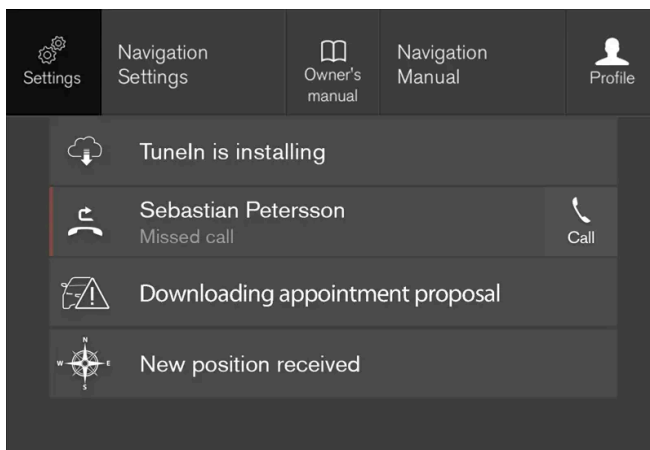 Settings
Navigation
Settings
Owner's
manual
Navigation
Manual
Profile
TuneIn is installing
Sebastian Petersson
Missed call
Call
Downloading appointment proposal
New position received
N
W
E
S